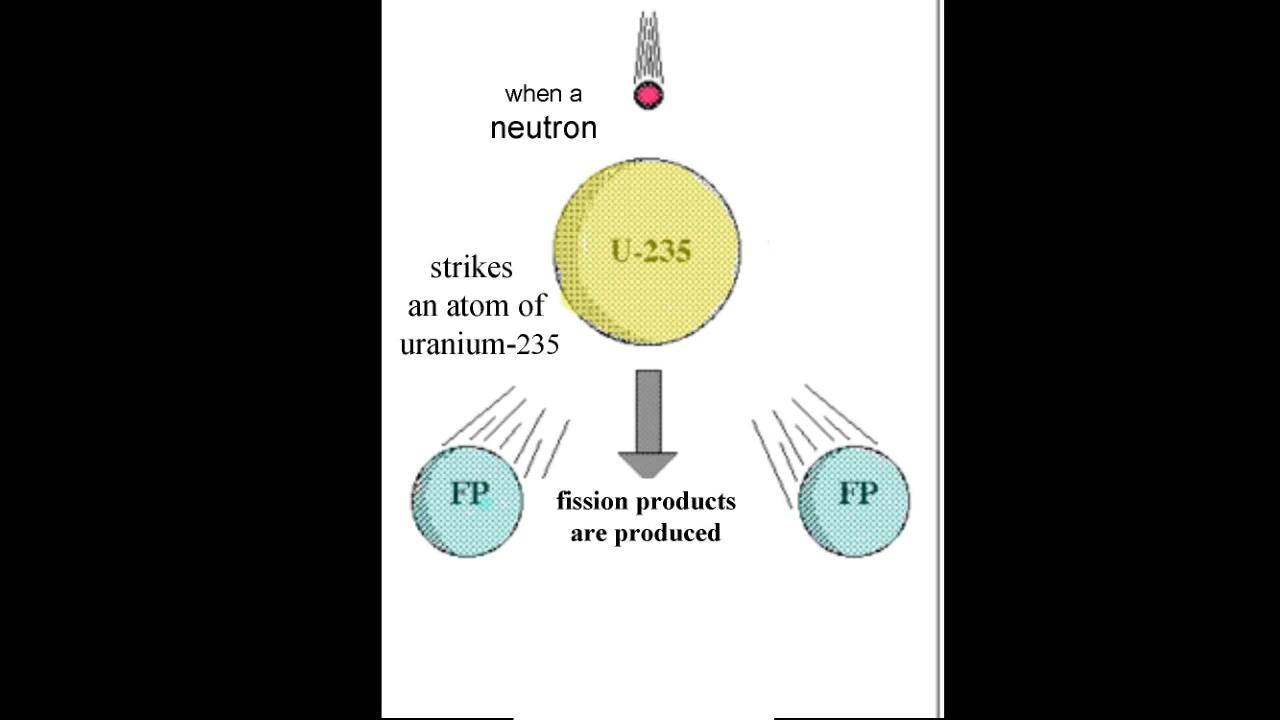 when a
neutron
U-235
strikes
an atom of
uranium-235
FP
FP
fission products
are produced